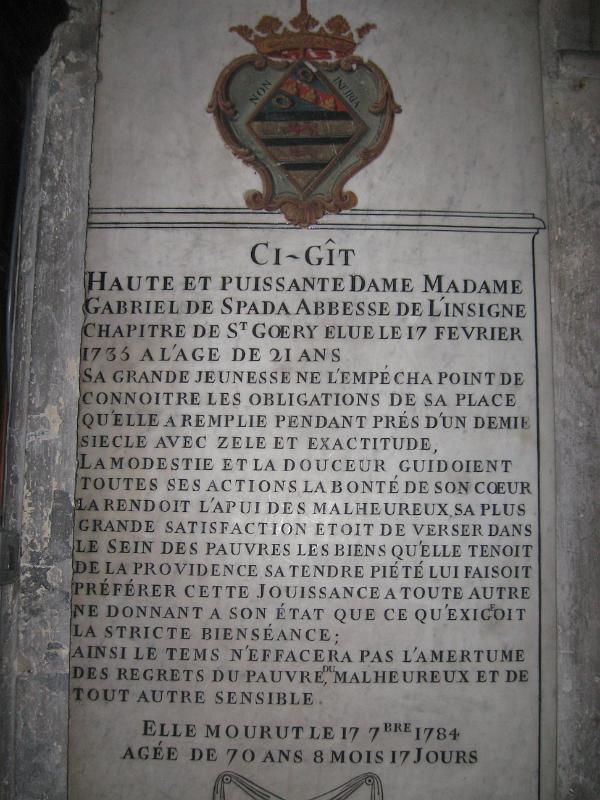 NON INIURIA
CI-GÎT
HAUTE ET PUISSANTE DAME MADAME
GABRIEL DE SPADA ABBESSE DE L'INSIGNE
CHAPITRE DE S^T GŒRY ELUE LE 17 FEVRIER
1735 A L'AGE DE 21 ANS
SA GRANDE JEUNESSE NE L'EMPÉCHA POINT DE
CONNOITRE LES OBLIGATIONS DE SA PLACE
QU'ELLE A REMPLIE PENDANT PRÉS D'UN DEMIE
SIECLE AVEC ZELE ET EXACTITUDE,
LA MODESTIE ET LA DOUCEUR GUIDOIENT
TOUTES SES ACTIONS LA BONTÉ DE SON CŒUR
LA RENDOIT L'APUI DES MALHEUREUX, SA PLUS
GRANDE SATISFACTION ETOIT DE VERSER DANS
LE SEIN DES PAUVRES LES BIENS QU'ELLE TENOIT
DE LA PROVIDENCE SA TENDRE PIÉTÉ LUI FAISOIT
PRÉFÉRER CETTE JOUISSANCE A TOUTE AUTRE
NE DONNANT A SON ÉTAT QUE CE QU'EXIGEOIT
LA STRICTE BIENSÉANCE;
AINSI LE TEMS N'EFFACERA PAS L'AMERTUME
DES REGRETS DU PAUVRE, DU MALHEUREUX ET DE
TOUT AUTRE SENSIBLE.
ELLE MOURUT LE 17 7^BRE 1784
AGÉE DE 70 ANS 8 MOIS 17 JOURS